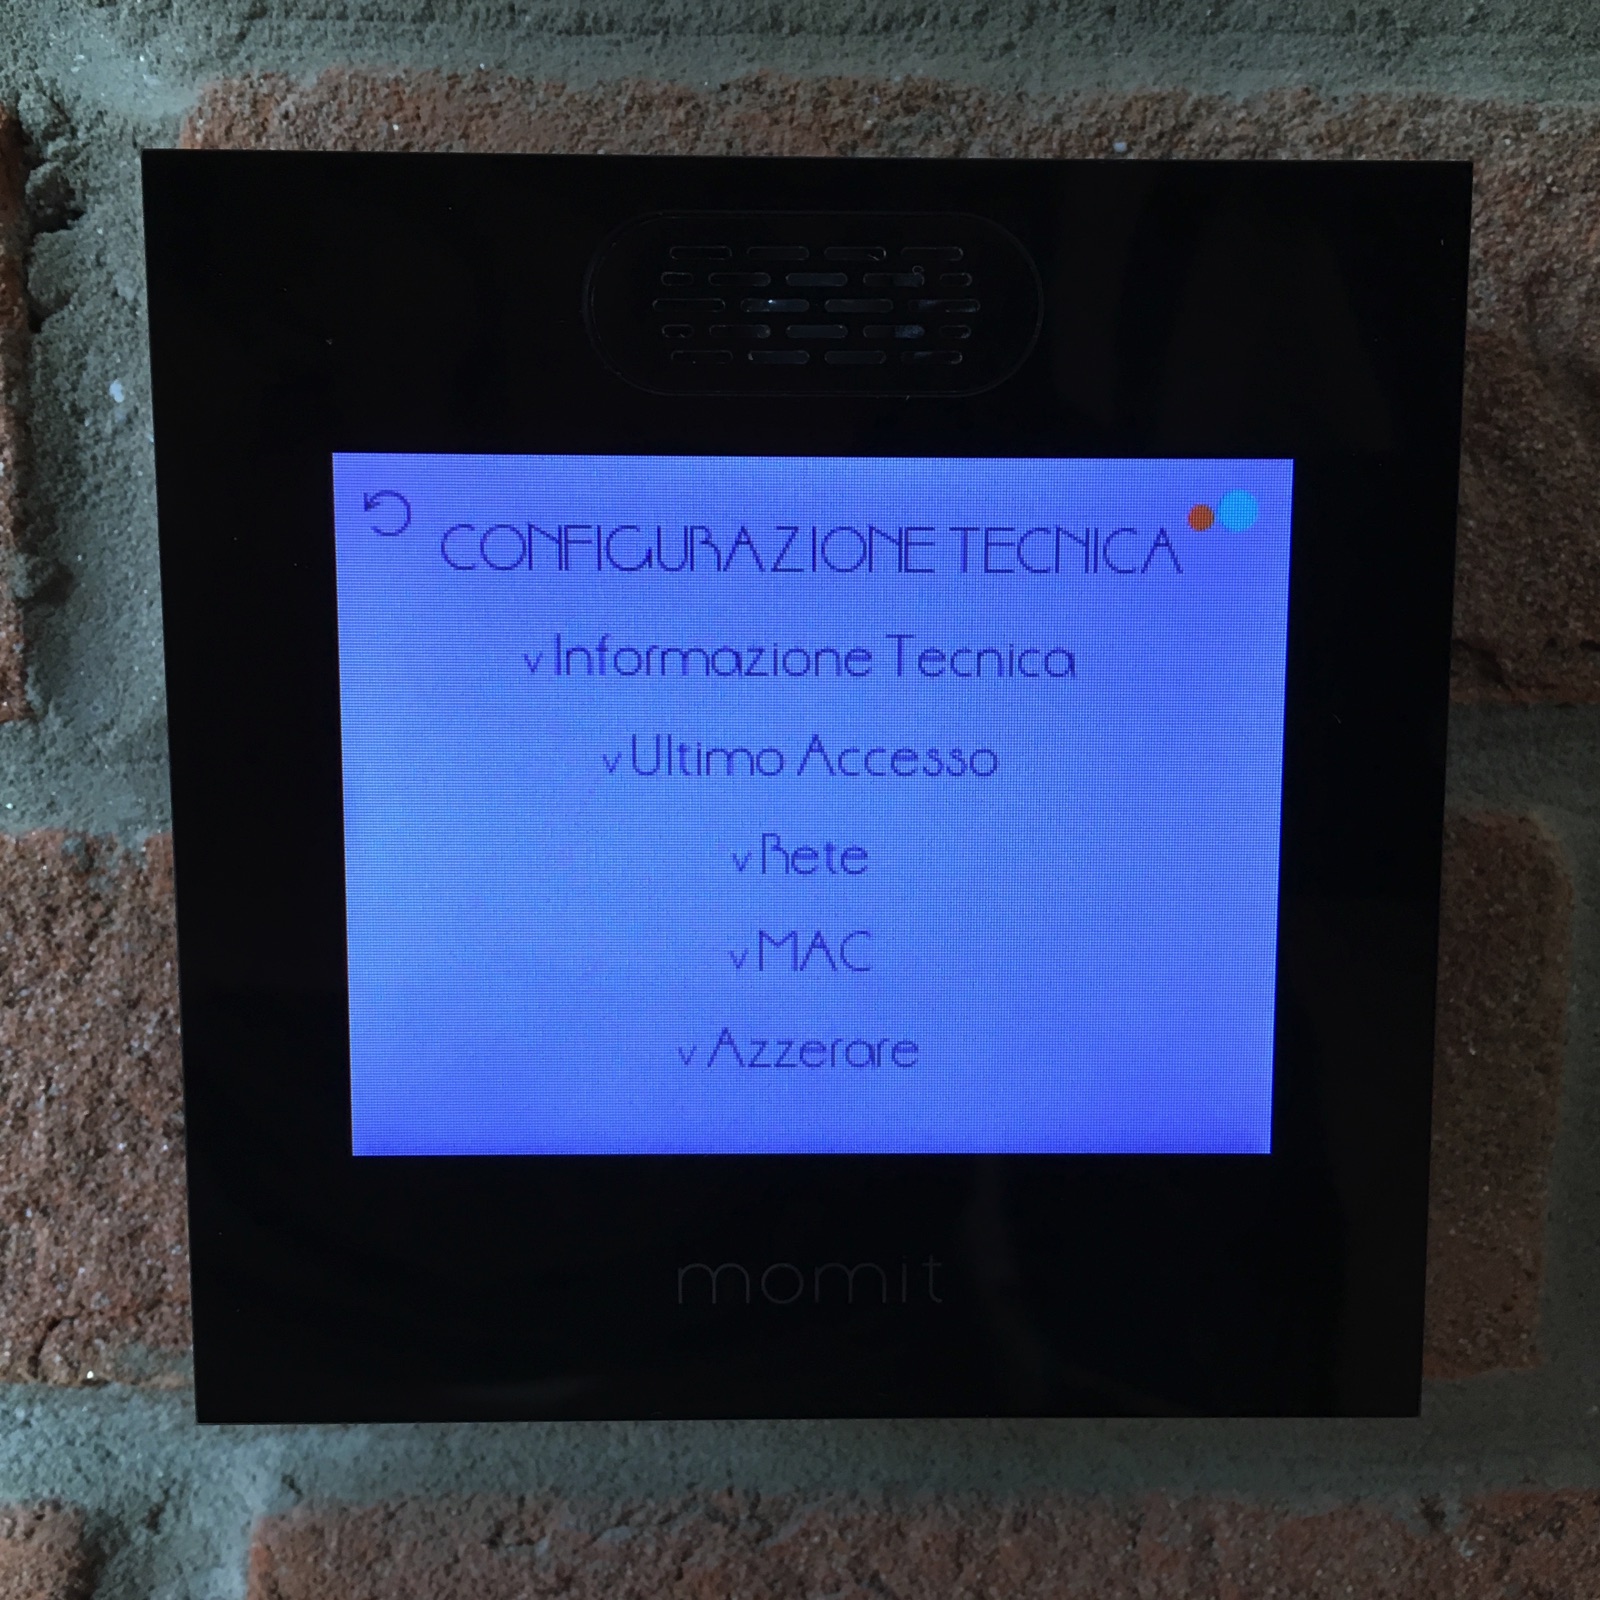 CONFIGURAZIONE TECNICA
v Informazione Tecnica
v Ultimo Accesso
v Rete
v MAC
v Azzerare
momit